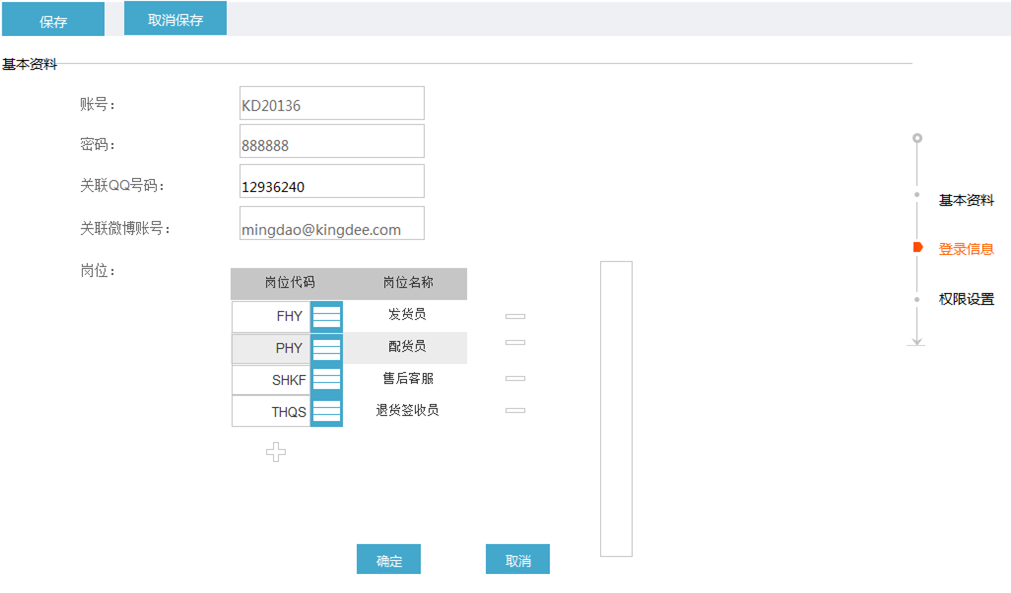 保存 取消保存
基本资料
账号： KD20136
密码： 888888
关联QQ号码： 12936240
关联微博账号： mingdao@kingdee.com
岗位：
岗位代码 岗位名称
FHY 发货员
PHY 配货员
SHKF 售后客服
THQS 退货签收员
确定 取消
基本资料
登录信息
权限设置